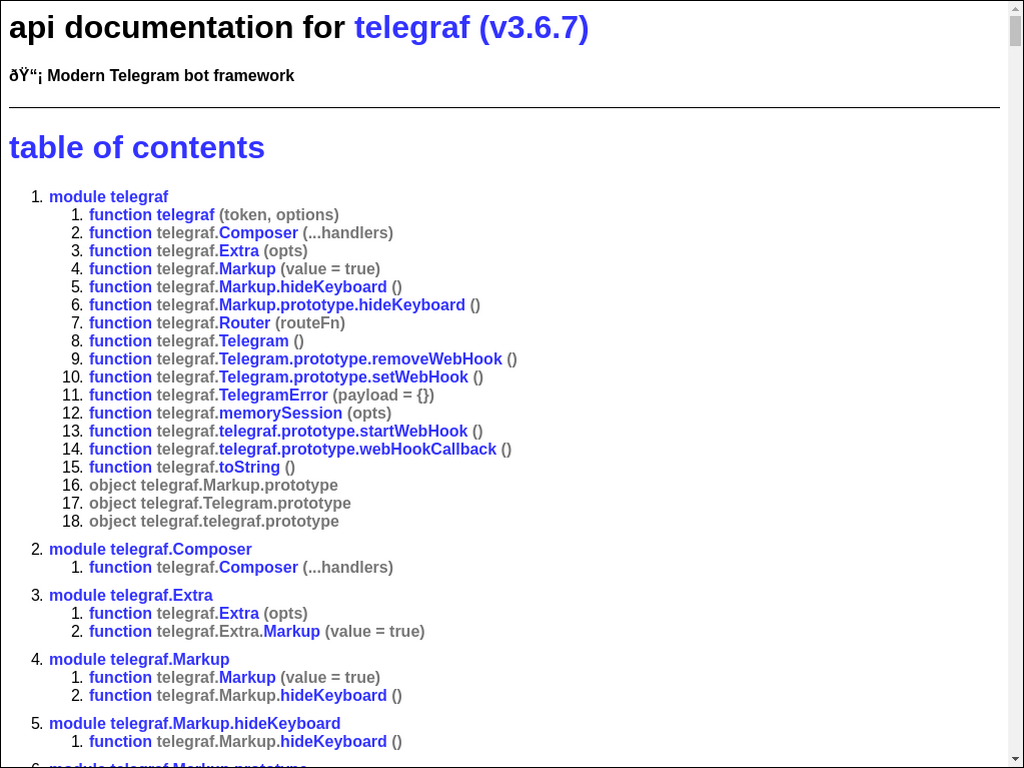 api documentation for telegraf (v3.6.7)
ðŸ“¡ Modern Telegram bot framework
table of contents
1. module telegraf
1. function telegraf (token, options)
2. function telegraf.Composer (...handlers)
3. function telegraf.Extra (opts)
4. function telegraf.Markup (value = true)
5. function telegraf.Markup.hideKeyboard ()
6. function telegraf.Markup.prototype.hideKeyboard ()
7. function telegraf.Router (routeFn)
8. function telegraf.Telegram ()
9. function telegraf.Telegram.prototype.removeWebHook ()
10. function telegraf.Telegram.prototype.setWebHook ()
11. function telegraf.TelegramError (payload = {})
12. function telegraf.memorySession (opts)
13. function telegraf.telegraf.prototype.startWebHook ()
14. function telegraf.telegraf.prototype.webHookCallback ()
15. function telegraf.toString ()
16. object telegraf.Markup.prototype
17. object telegraf.Telegram.prototype
18. object telegraf.telegraf.prototype
2. module telegraf.Composer
1. function telegraf.Composer (...handlers)
3. module telegraf.Extra
1. function telegraf.Extra (opts)
2. function telegraf.Extra.Markup (value = true)
4. module telegraf.Markup
1. function telegraf.Markup (value = true)
2. function telegraf.Markup.hideKeyboard ()
5. module telegraf.Markup.hideKeyboard
1. function telegraf.Markup.hideKeyboard ()
6. module telegraf.Markup.prototype